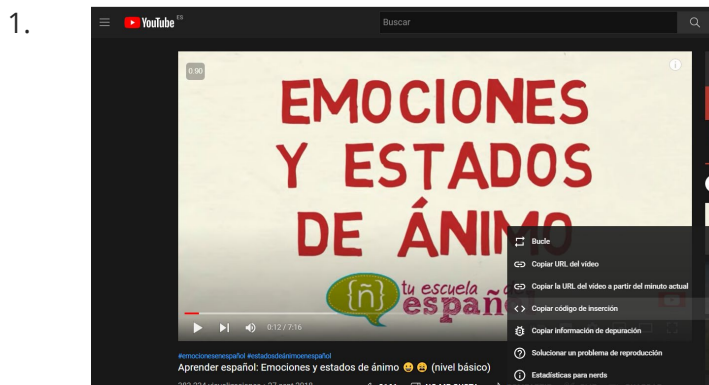 1.
YouTube ES
Buscar
0:90
EMOCIONES
Y ESTADOS
DE ÁNIMO
{ñ} tu escuela
españ
Bucle
Copiar URL del vídeo
Copiar la URL del vídeo a partir del minuto actual
Copiar código de inserción
Copiar información de depuración
Solucionar un problema de reproducción
Estadísticas para nerds
0:12 / 7:16
#emocionesenespañol #estadosdeánimoenespañol
Aprender español: Emociones y estados de ánimo 😀 😄 (nivel básico)